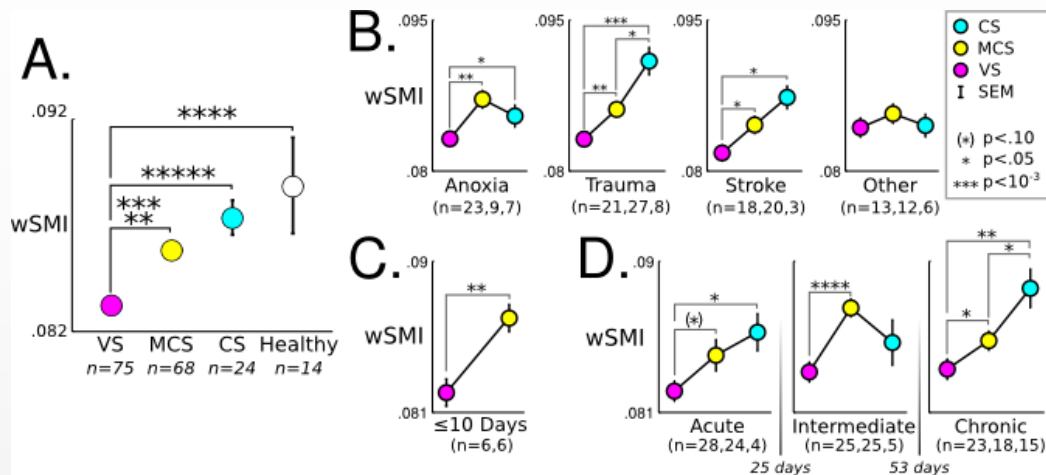 A.
.092
****
*****
***
**
wSMI
.082
VS MCS CS Healthy
n=75 n=68 n=24 n=14
B.
wSMI
.095
*
**
.08
Anoxia
(n=23,9,7)
.095
***
*
**
.08
Trauma
(n=21,27,8)
.095
*
*
.08
Stroke
(n=18,20,3)
.095
.08
Other
(n=13,12,6)
CS
MCS
VS
SEM
(*) p<.10
* p<.05
*** p<10-3
C.
.09
**
wSMI
.081
≤10 Days
(n=6,6)
D.
.09
*
(*)
wSMI
.081
Acute
(n=28,24,4)
25 days
****
Intermediate
(n=25,25,5)
53 days
**
*
*
Chronic
(n=23,18,15)